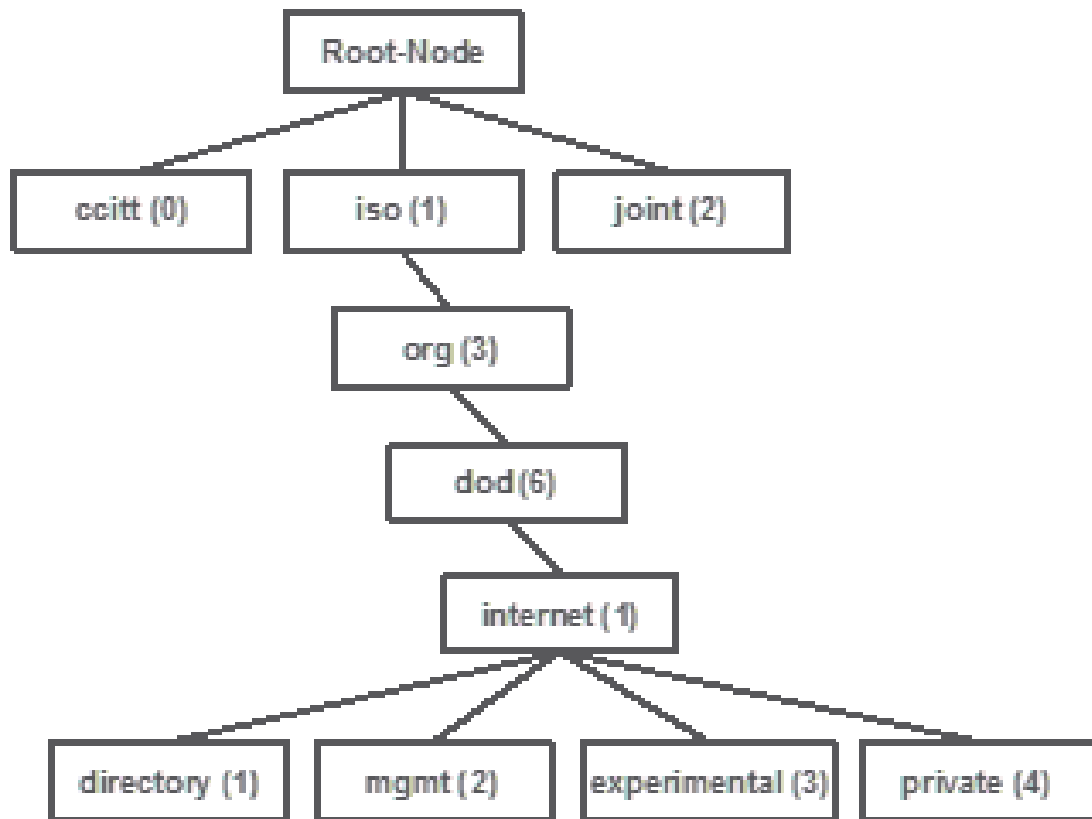 Root-Node
ccitt (0)
iso (1)
joint (2)
org (3)
dod (6)
internet (1)
directory (1)
mgmt (2)
experimental (3)
private (4)